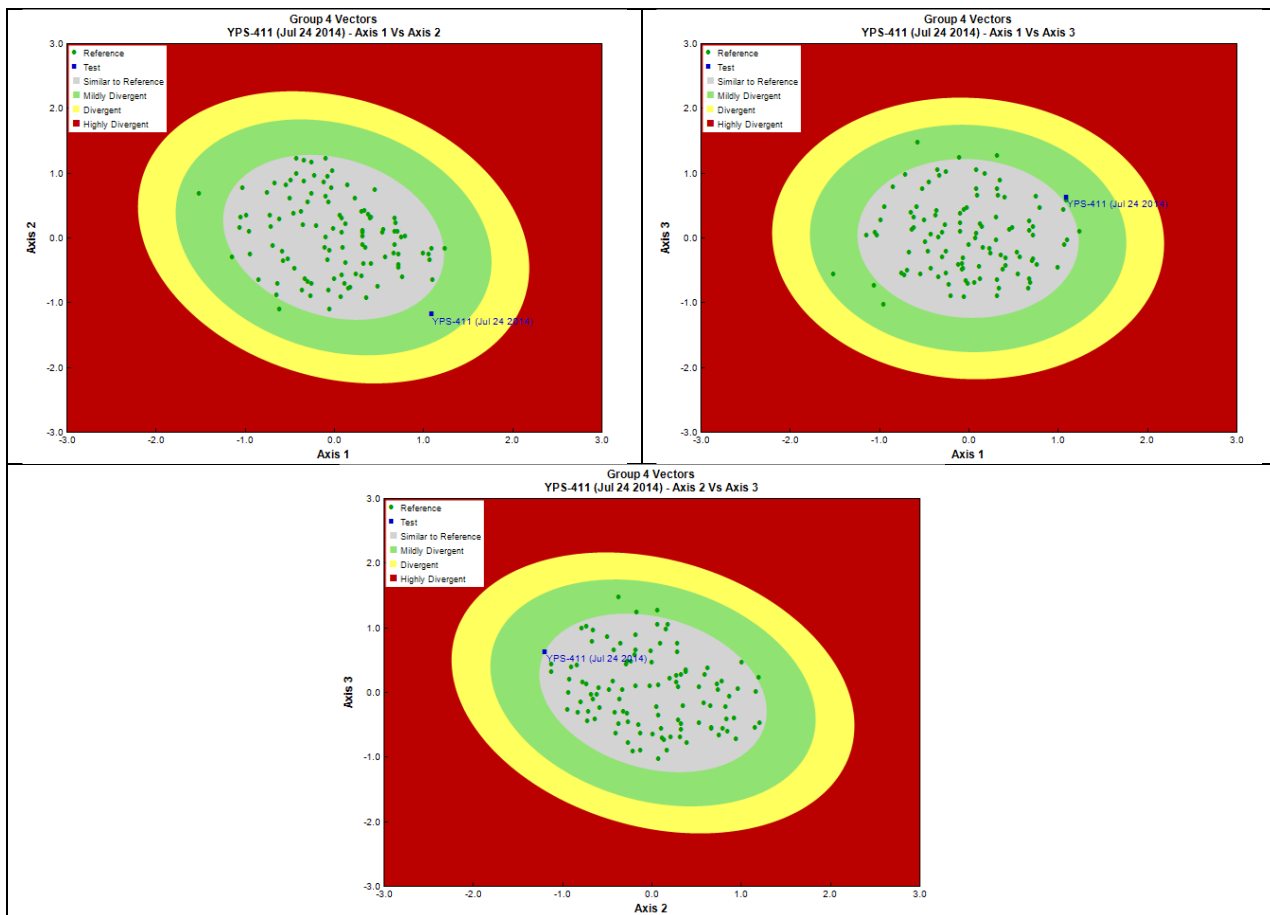 Group 4 Vectors
YPS-411 (Jul 24 2014) - Axis 1 Vs Axis 2
3.0
2.0
1.0
0.0
-1.0
-2.0
-3.0
Axis 2
Reference
Test
Similar to Reference
Mildly Divergent
Divergent
Highly Divergent
YPS-411 (Jul 24 2014)
-3.0 -2.0 -1.0 0.0 1.0 2.0 3.0
Axis 1
Group 4 Vectors
YPS-411 (Jul 24 2014) - Axis 1 Vs Axis 3
3.0
2.0
1.0
0.0
-1.0
-2.0
-3.0
Axis 3
Reference
Test
Similar to Reference
Mildly Divergent
Divergent
Highly Divergent
YPS-411 (Jul 24 2014)
-3.0 -2.0 -1.0 0.0 1.0 2.0 3.0
Axis 1
Group 4 Vectors
YPS-411 (Jul 24 2014) - Axis 2 Vs Axis 3
3.0
2.0
1.0
0.0
-1.0
-2.0
-3.0
Axis 3
Reference
Test
Similar to Reference
Mildly Divergent
Divergent
Highly Divergent
YPS-411 (Jul 24 2014)
-3.0 -2.0 -1.0 0.0 1.0 2.0 3.0
Axis 2